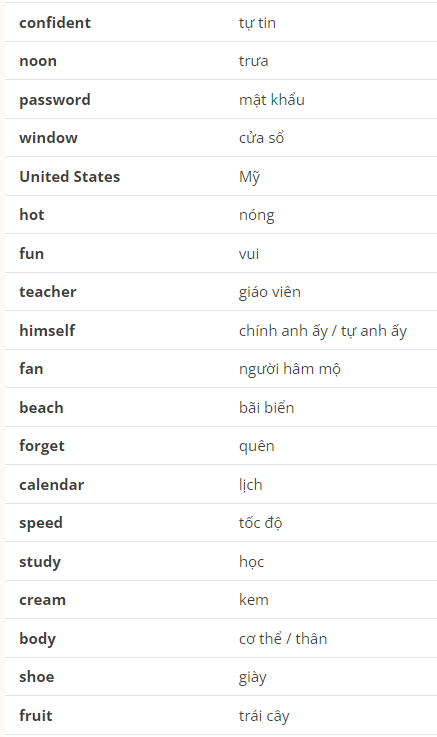 confident tự tin
noon trưa
password mật khẩu
window cửa sổ
United States Mỹ
hot nóng
fun vui
teacher giáo viên
himself chính anh ấy / tự anh ấy
fan người hâm mộ
beach bãi biển
forget quên
calendar lịch
speed tốc độ
study học
cream kem
body cơ thể / thân
shoe giày
fruit trái cây